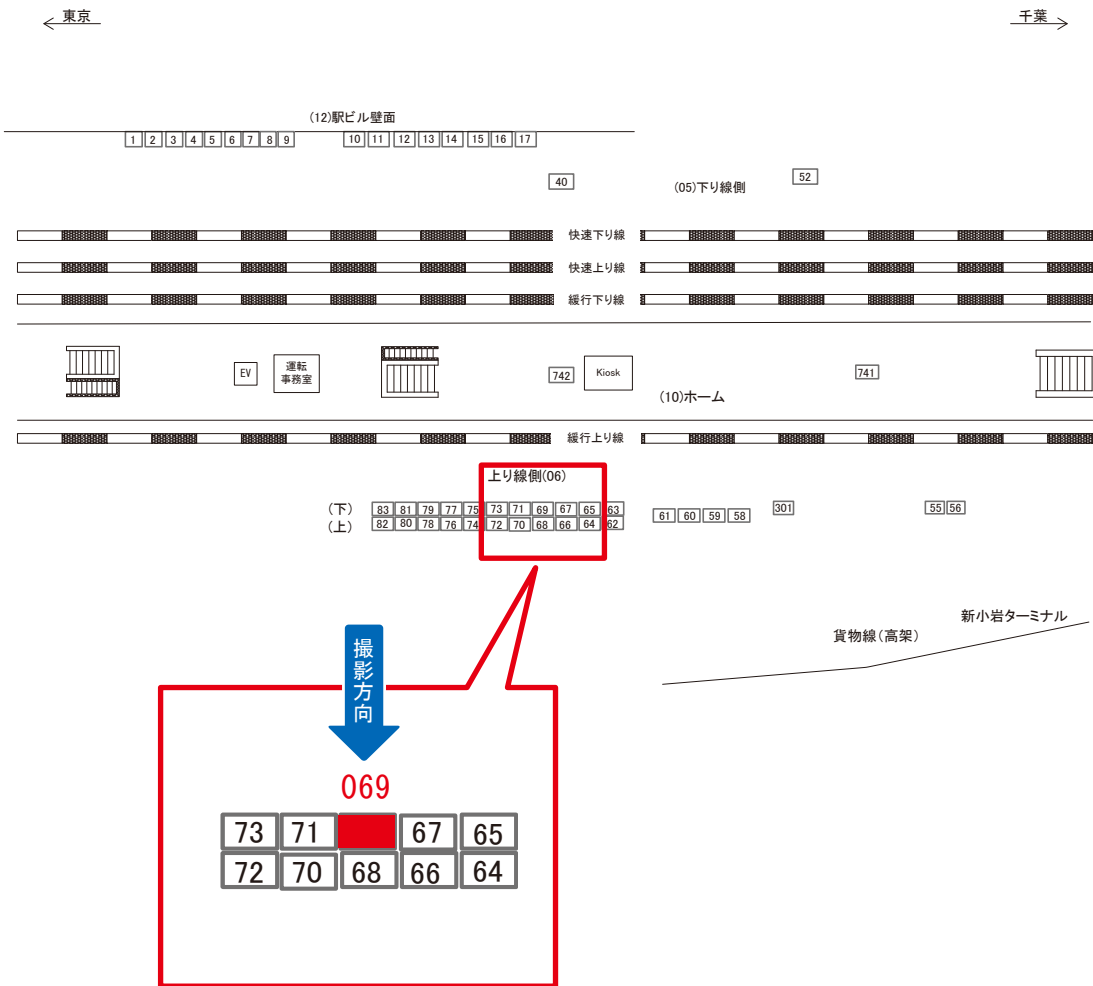 東京
千葉
(12)駅ビル壁面
1 2 3 4 5 6 7 8 9 10 11 12 13 14 15 16 17
40
(05)下り線側
52
快速下り線
快速上り線
緩行下り線
EV
運転
事務室
742
Kiosk
741
(10)ホーム
緩行上り線
上り線側(06)
(下) 83 81 79 77 75 73 71 69 67 65 63
(上) 82 80 78 76 74 72 70 68 66 64 62
61 60 59 58
301
55 56
新小岩ターミナル
貨物線(高架)
撮影方向
069
73 71 67 65
72 70 68 66 64